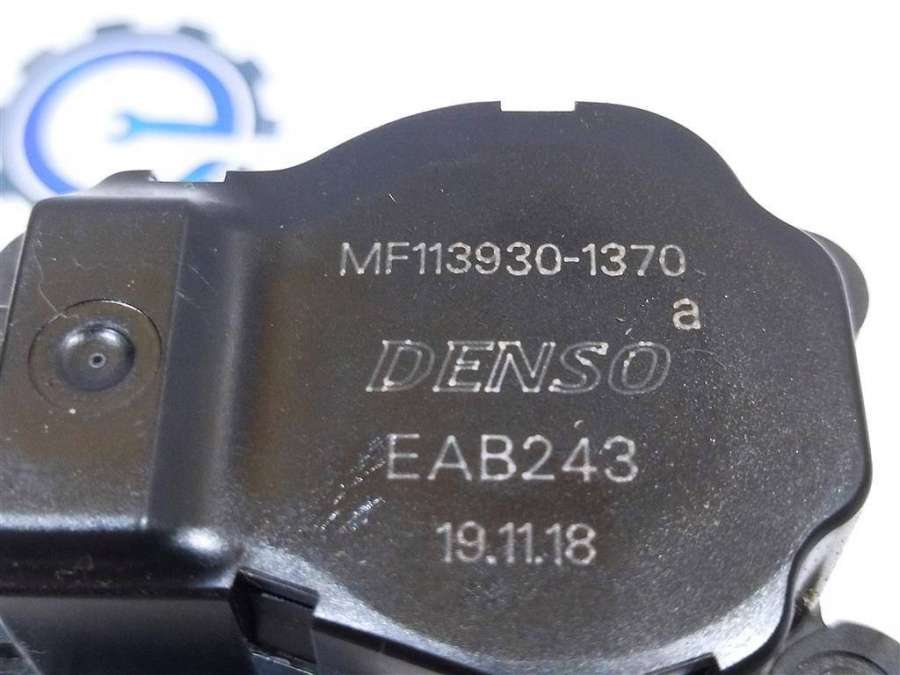 MF113930-1370
a
DENSO
EAB243
19.11.18